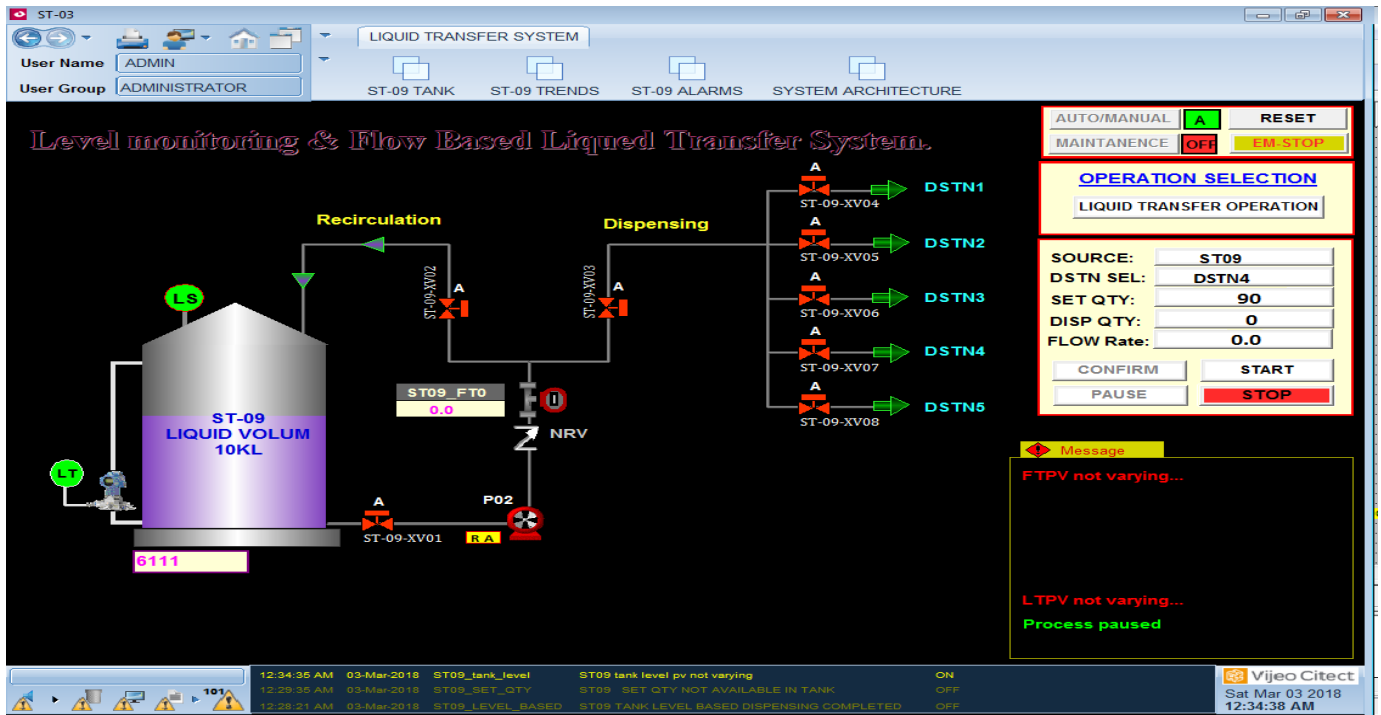 ST-03
LIQUID TRANSFER SYSTEM
User Name ADMIN
User Group ADMINISTRATOR
ST-09 TANK ST-09 TRENDS ST-09 ALARMS SYSTEM ARCHITECTURE
Level monitoring & Flow Based Liqued Transfer System.
AUTO/MANUAL A RESET
MAINTANENCE OFF EM-STOP
OPERATION SELECTION
LIQUID TRANSFER OPERATION
SOURCE: ST09
DSTN SEL: DSTN4
SET QTY: 90
DISP QTY: 0
FLOW Rate: 0.0
CONFIRM START
PAUSE STOP
Recirculation
Dispensing
A
ST-09-XV04
DSTN1
A
ST-09-XV05
DSTN2
A
ST-09-XV06
DSTN3
A
ST-09-XV07
DSTN4
A
ST-09-XV08
DSTN5
ST-09-XV02
A
ST-09-XV03
A
LS
ST09_FT0
0.0
NRV
ST-09
LIQUID VOLUM
10KL
LT
A
ST-09-XV01
P02
R A
6111
Message
FTPV not varying...
LTPV not varying...
Process paused
12:34:35 AM 03-Mar-2018 ST09_tank_level ST09 tank level pv not varying ON
12:29:35 AM 03-Mar-2018 ST09_SET_QTY ST09 SET QTY NOT AVAILABLE IN TANK OFF
12:28:21 AM 03-Mar-2018 ST09_LEVEL_BASED ST09 TANK LEVEL BASED DISPENSING COMPLETED OFF
101
Vijeo Citect
Sat Mar 03 2018
12:34:38 AM